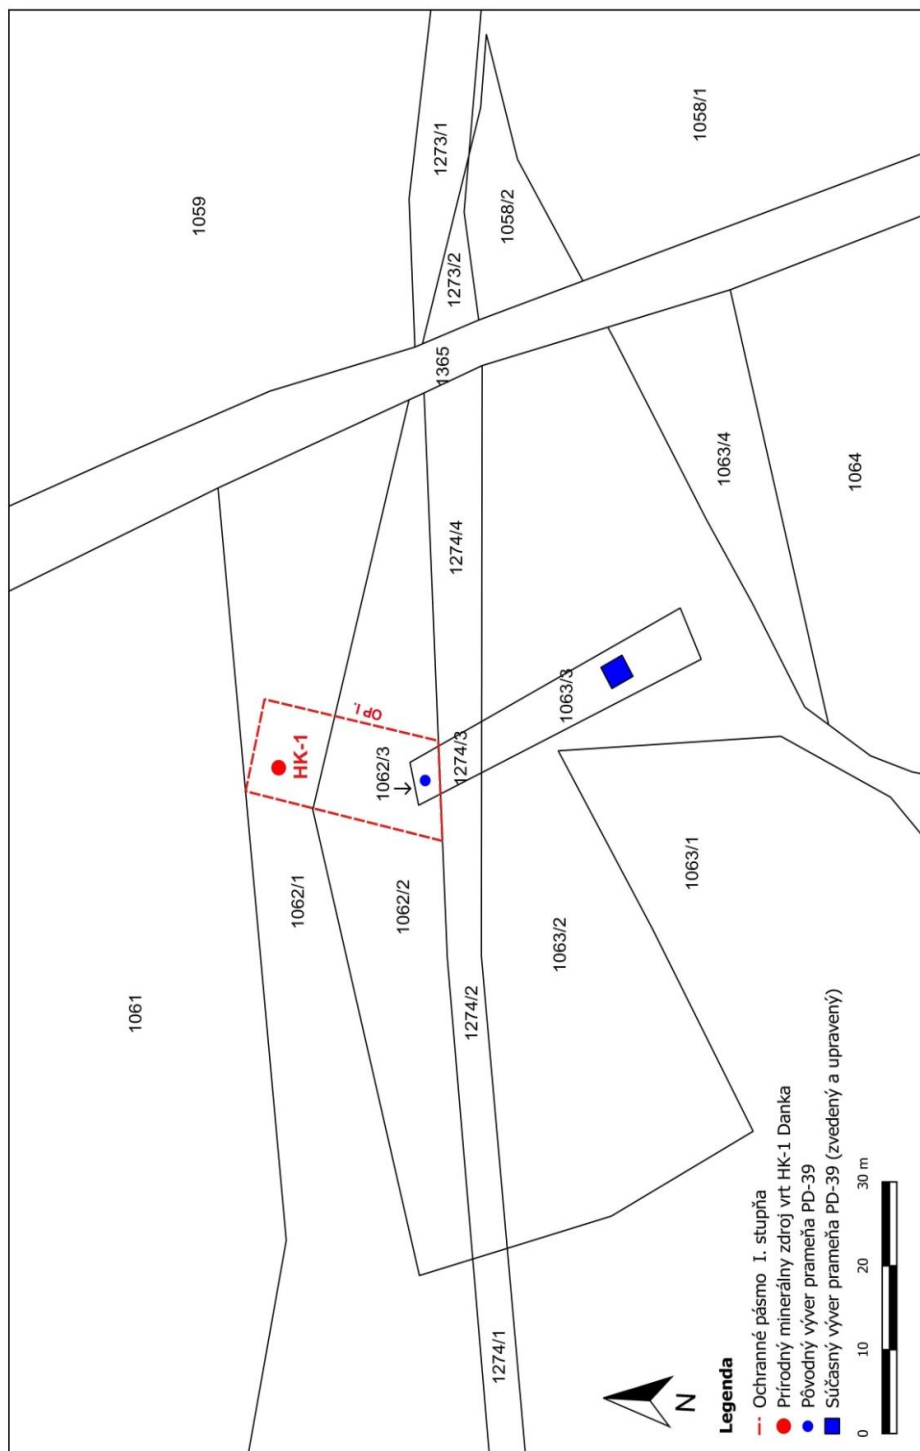 1061
1059
1062/1
HK-1
OP I.
1062/2
1062/3
1365
1273/1
1273/2
1274/1
1274/2
1274/3
1274/4
1058/2
1058/1
1063/2
1063/3
1063/1
1063/4
1064
N
Legenda
Ochranné pásmo I. stupňa
Prírodný minerálny zdroj vrt HK-1 Danka
Pôvodný výver prameňa PD-39
Súčasný výver prameňa PD-39 (zvedený a upravený)
0 10 20 30 m